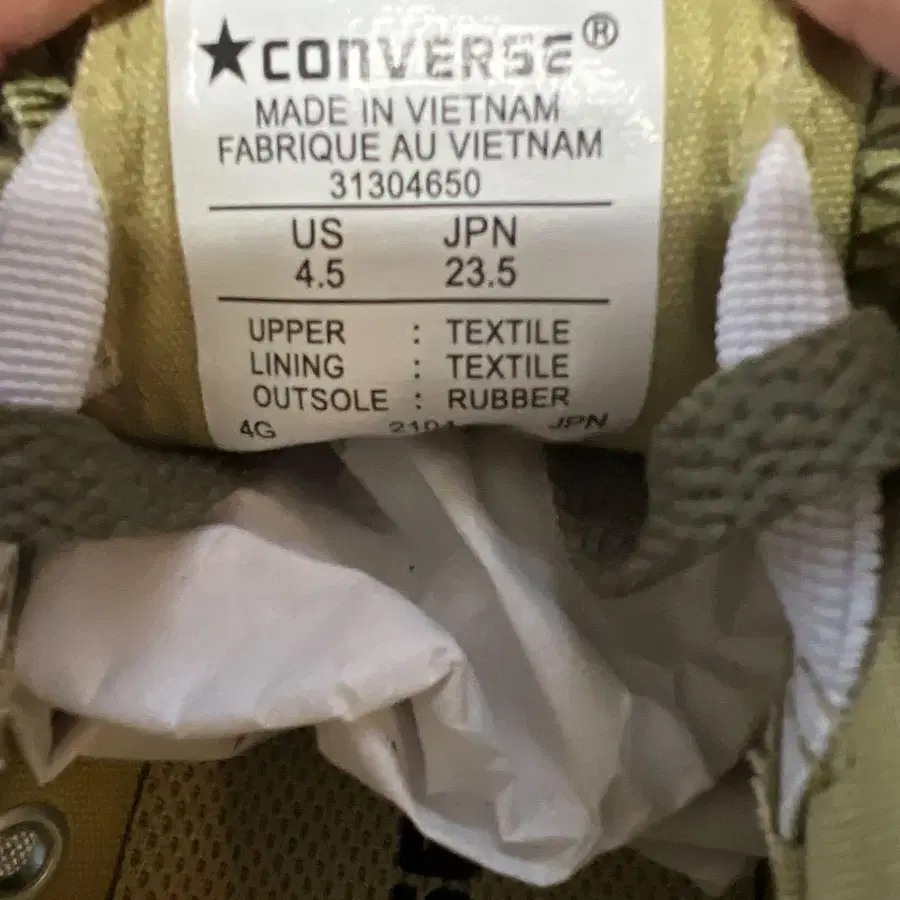 ★CONVERSE®
MADE IN VIETNAM
FABRIQUE AU VIETNAM
31304650
US JPN
4.5 23.5
UPPER : TEXTILE
LINING : TEXTILE
OUTSOLE : RUBBER
4G JPN